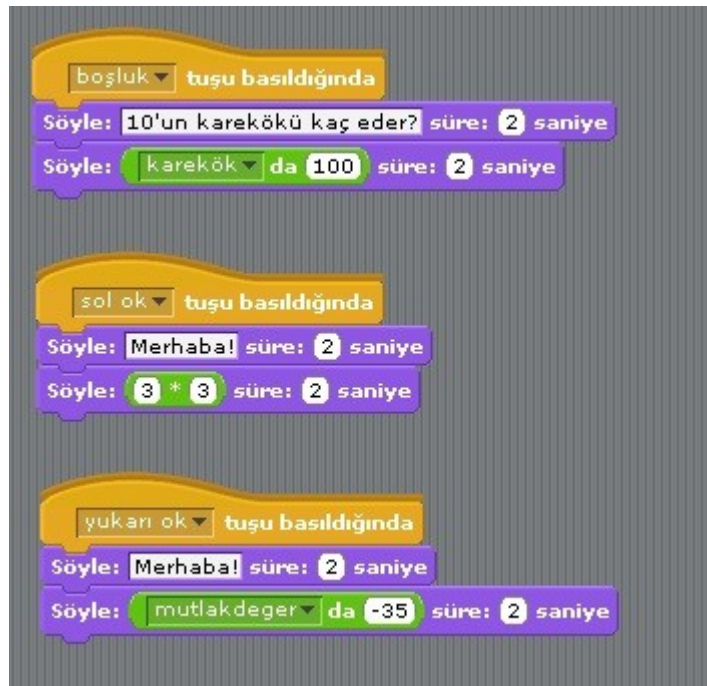 boşluk tuşu basıldığında
Söyle: 10'un karekökü kaç eder? süre: 2 saniye
Söyle: karekök da 100 süre: 2 saniye
sol ok tuşu basıldığında
Söyle: Merhaba! süre: 2 saniye
Söyle: 3 * 3 süre: 2 saniye
yukarı ok tuşu basıldığında
Söyle: Merhaba! süre: 2 saniye
Söyle: mutlakdeger da -35 süre: 2 saniye